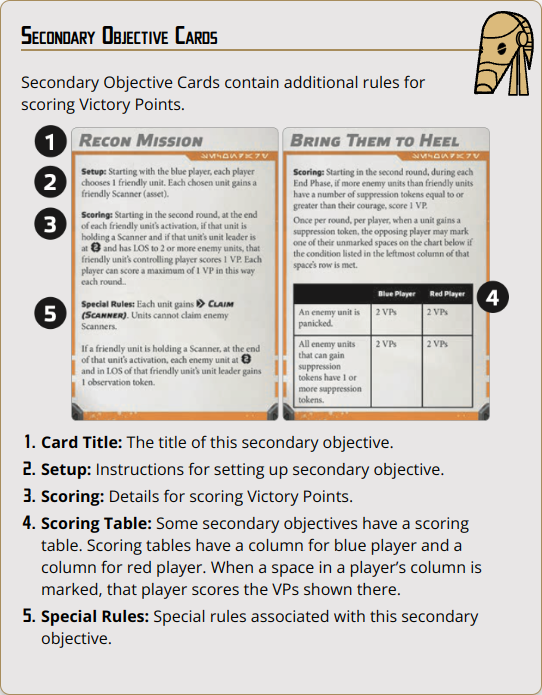 SECONDARY OBJECTIVE CARDS
Secondary Objective Cards contain additional rules for
scoring Victory Points.
1
RECON MISSION
2
Setup: Starting with the blue player, each player
chooses 1 friendly unit. Each chosen unit gains a
friendly Scanner (asset).
3
Scoring: Starting in the second round, at the end
of each friendly unit's activation, if that unit is
holding a Scanner and if that unit's unit leader is
at 2 and has LOS to 2 or more enemy units, that
friendly unit's controlling player scores 1 VP. Each
player can score a maximum of 1 VP in this way
each round..
5
Special Rules: Each unit gains CLAIM
(SCANNER). Units cannot claim enemy
Scanners.
If a friendly unit is holding a Scanner, at the end
of that unit's activation, each enemy unit at 2
and in LOS of that friendly unit's unit leader gains
1 observation token.
BRING THEM TO HEEL
Scoring: Starting in the second round, during each
End Phase, if more enemy units than friendly units
have a number of suppression tokens equal to or
greater than their courage, score 1 VP.
Once per round, per player, when a unit gains a
suppression token, the opposing player may mark
one of their unmarked spaces on the chart below if
the condition listed in the leftmost column of that
space's row is met.
4
Blue Player Red Player
An enemy unit is 2 VPs 2 VPs
panicked.
All enemy units 2 VPs 2 VPs
that can gain
suppression
tokens have 1 or
more suppression
tokens.
1. Card Title: The title of this secondary objective.
2. Setup: Instructions for setting up secondary objective.
3. Scoring: Details for scoring Victory Points.
4. Scoring Table: Some secondary objectives have a scoring
table. Scoring tables have a column for blue player and a
column for red player. When a space in a player's column is
marked, that player scores the VPs shown there.
5. Special Rules: Special rules associated with this secondary
objective.